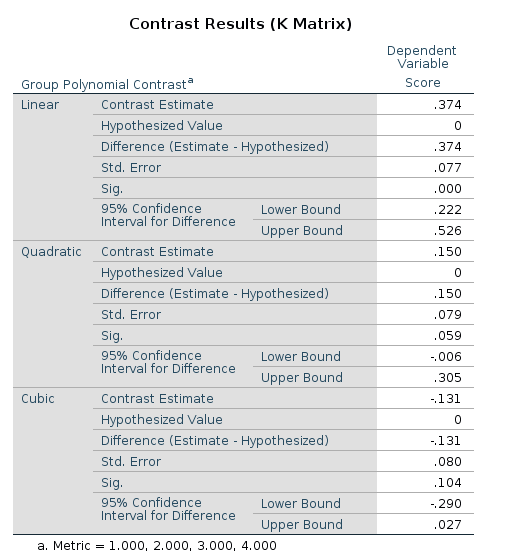 Contrast Results (K Matrix)
Dependent
Variable
Group Polynomial Contrasta Score
Linear Contrast Estimate .374
Hypothesized Value 0
Difference (Estimate - Hypothesized) .374
Std. Error .077
Sig. .000
95% Confidence
Interval for Difference Lower Bound .222
Upper Bound .526
Quadratic Contrast Estimate .150
Hypothesized Value 0
Difference (Estimate - Hypothesized) .150
Std. Error .079
Sig. .059
95% Confidence
Interval for Difference Lower Bound -.006
Upper Bound .305
Cubic Contrast Estimate -.131
Hypothesized Value 0
Difference (Estimate - Hypothesized) -.131
Std. Error .080
Sig. .104
95% Confidence
Interval for Difference Lower Bound -.290
Upper Bound .027
a. Metric = 1.000, 2.000, 3.000, 4.000